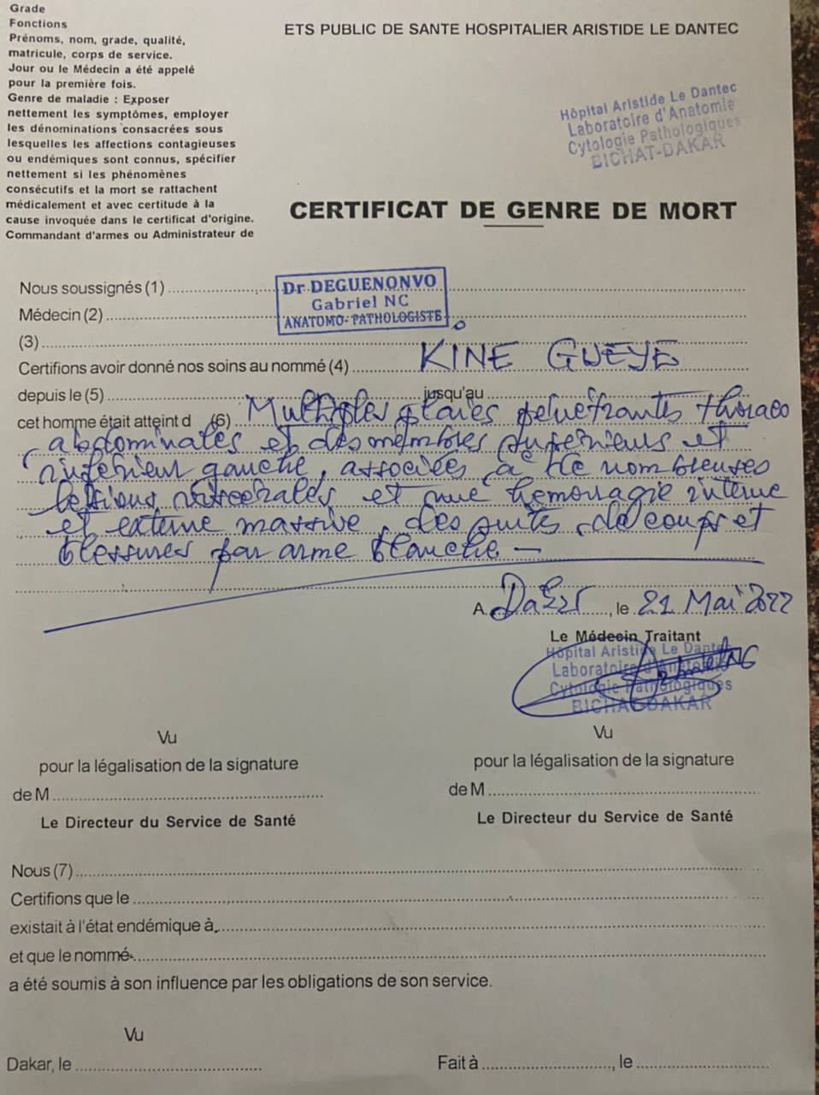 Grade
Fonctions
Prénoms, nom, grade, qualité,
matricule, corps de service.
Jour ou le Médecin a été appelé
pour la première fois.
Genre de maladie : Exposer
nettement les symptômes, employer
les dénominations consacrées sous
lesquelles les affections contagieuses
ou endémiques sont connus, spécifier
nettement si les phénomènes
consécutifs et la mort se rattachent
médicalement et avec certitude à la
cause invoquée dans le certificat d'origine.
Commandant d'armes ou Administrateur de
ETS PUBLIC DE SANTE HOSPITALIER ARISTIDE LE DANTEC
Hôpital Aristide Le Dantec
Laboratoire d'Anatomie
Cytologie Pathologiques
BICHAT-DAKAR
CERTIFICAT DE GENRE DE MORT
Nous soussignés (1)
Dr DEGUENONVO
Gabriel NC
ANATOMO-PATHOLOGISTE
Médecin (2)
(3)
Certifions avoir donné nos soins au nommé (4) KINE GUEYE
depuis le (5) jusqu'au
cet homme était atteint d (6) Multiples plaies pénétrantes thoraco
abdominales et des membres supérieurs et
inférieur gauche, associées à de nombreuses
lésions viscérales et une hémorragie interne
et externe massive, des suites de coups et
blessures par arme blanche. —
A Dakar, le 21 Mai 2022
Le Médecin Traitant
Hôpital Aristide Le Dantec
Laboratoire d'Anatomie
Cytologie Pathologiques
BICHAT-DAKAR
Vu
pour la légalisation de la signature
de M
Le Directeur du Service de Santé
Vu
pour la légalisation de la signature
de M
Le Directeur du Service de Santé
Nous (7)
Certifions que le
existait à l'état endémique à
et que le nommé
a été soumis à son influence par les obligations de son service.
Vu
Dakar, le
Fait à , le